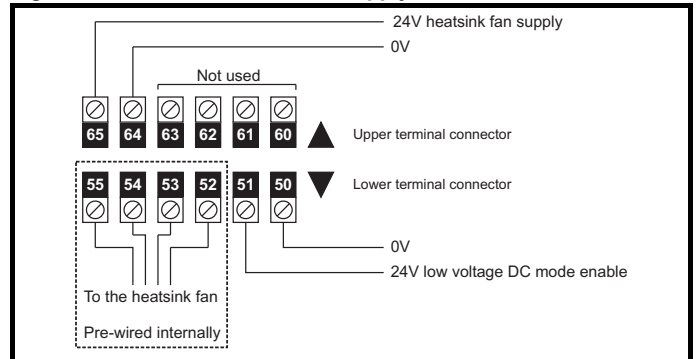 24V heatsink fan supply
0V
Not used
65 64 63 62 61 60
Upper terminal connector
55 54 53 52 51 50
Lower terminal connector
0V
24V low voltage DC mode enable
To the heatsink fan
Pre-wired internally